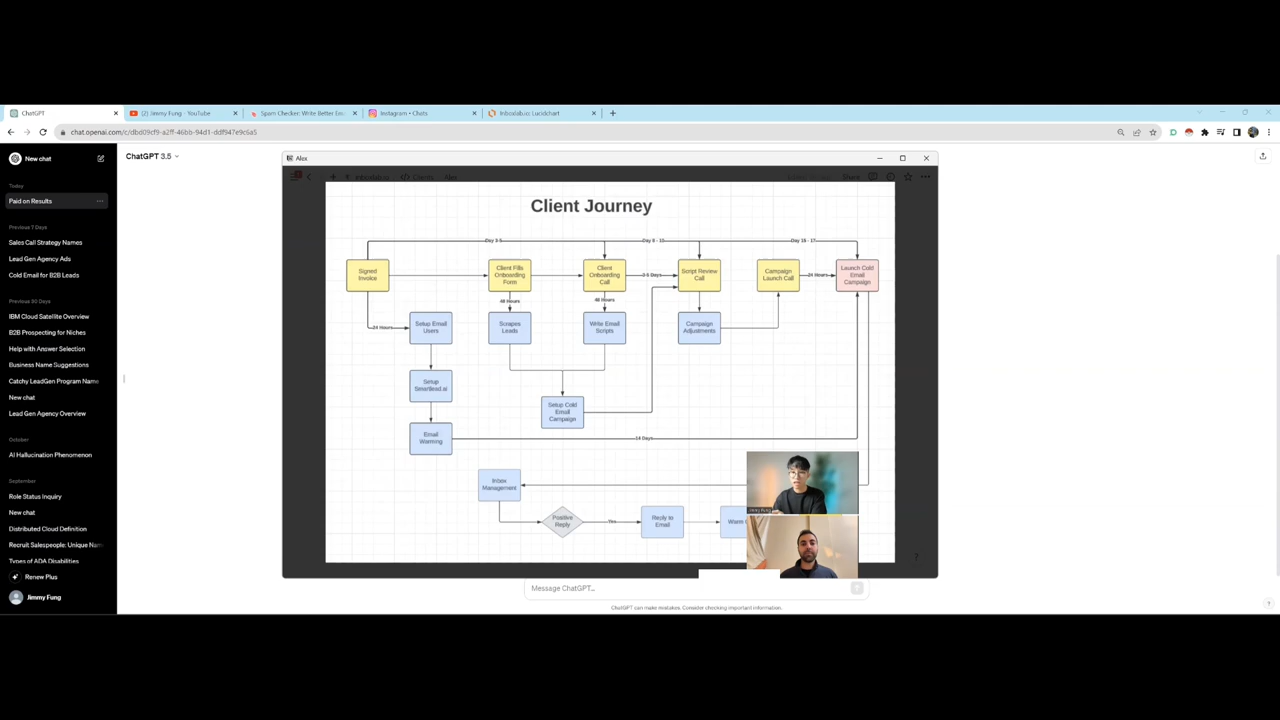 ChatGPT
(2) Jimmy Fung - YouTube
Spam Checker: Write Better Em
Instagram • Chats
Inboxlab.io: Lucidchart
chat.openai.com/c/dbd09cf9-a2ff-46bb-94d1-ddf947e9c6a5
New chat
ChatGPT 3.5
Alex
Today
Paid on Results
Previous 7 Days
Sales Call Strategy Names
Lead Gen Agency Ads
Cold Email for B2B Leads
Previous 30 Days
IBM Cloud Satellite Overview
B2B Prospecting for Niches
Help with Answer Selection
Business Name Suggestions
Catchy LeadGen Program Name
New chat
Lead Gen Agency Overview
October
AI Hallucination Phenomenon
September
Role Status Inquiry
New chat
Distributed Cloud Definition
Recruit Salespeople: Unique Nam
Types of ADA Disabilities
Renew Plus
Jimmy Fung
inboxlab.io
Clients
Alex
Share
Client Journey
Day 3-5
Signed
Invoice
Client Fills
Onboarding
Form
Client
Onboarding
Call
3-5 Days
Script Review
Call
Campaign
Launch Call
24 Hours
Launch Cold
Email
Campaign
48 Hours
48 Hours
24 Hours
Setup Email
Users
Scrapes
Leads
Write Email
Scripts
Campaign
Adjustments
Setup
Smartlead.ai
Setup Cold
Email
Campaign
Email
Warming
14 Days
Inbox
Management
Positive
Reply
Yes
Reply to
Email
Jimmy Fung
Message ChatGPT...
ChatGPT can make mistakes. Consider checking important information.
?